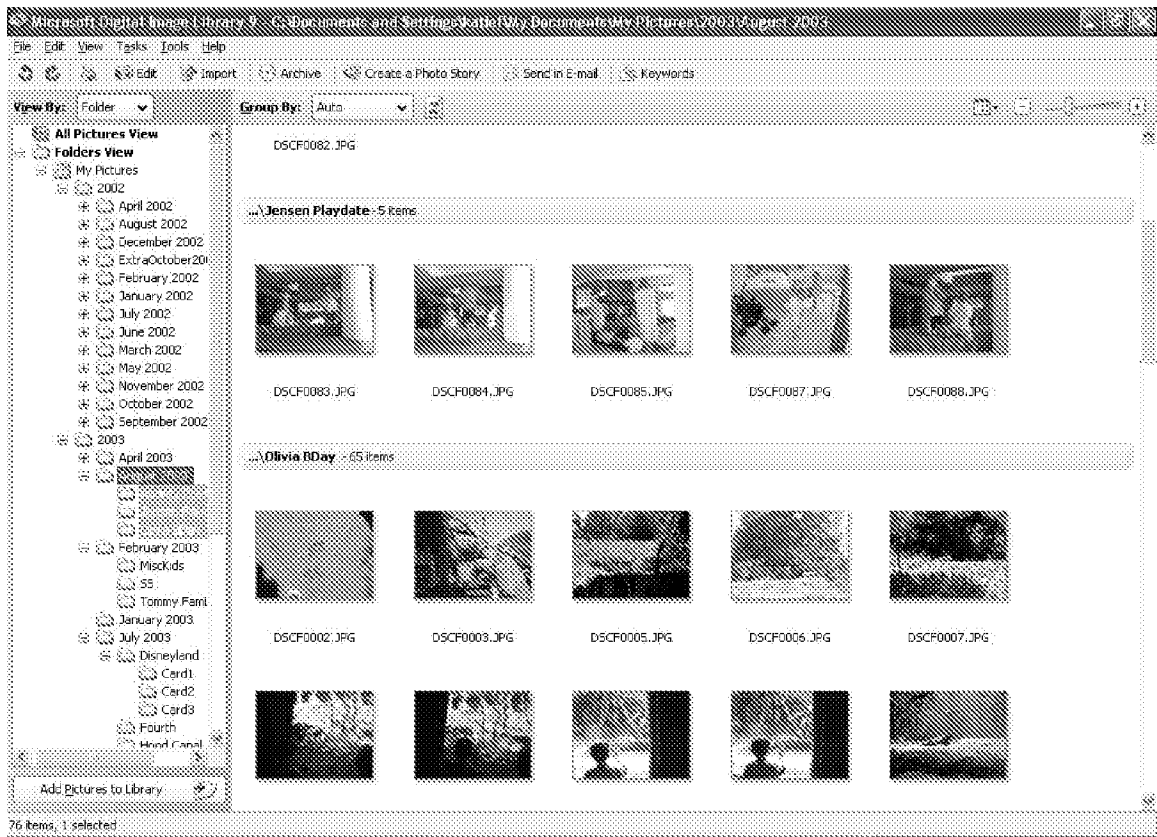 Microsoft Digital Image Library 9 - C:\Documents and Settings\katief\My Documents\My Pictures\2003\August 2003
File Edit View Tasks Tools Help
Edit Import Archive Create a Photo Story Send in E-mail Keywords
View By: Folder Group By: Auto
All Pictures View
Folders View
My Pictures
2002
April 2002
August 2002
December 2002
ExtraOctober20
February 2002
January 2002
July 2002
June 2002
March 2002
May 2002
November 2002
October 2002
September 2002
2003
April 2003
February 2003
MiscKids
SS
Tommy Fami
January 2003
July 2003
Disneyland
Card1
Card2
Card3
Fourth
Hood Canal
Add Pictures to Library
DSCF0082.JPG
...\Jensen Playdate - 5 items
DSCF0083.JPG DSCF0084.JPG DSCF0085.JPG DSCF0087.JPG DSCF0088.JPG
...\Olivia BDay - 65 items
DSCF0002.JPG DSCF0003.JPG DSCF0005.JPG DSCF0006.JPG DSCF0007.JPG
76 items, 1 selected